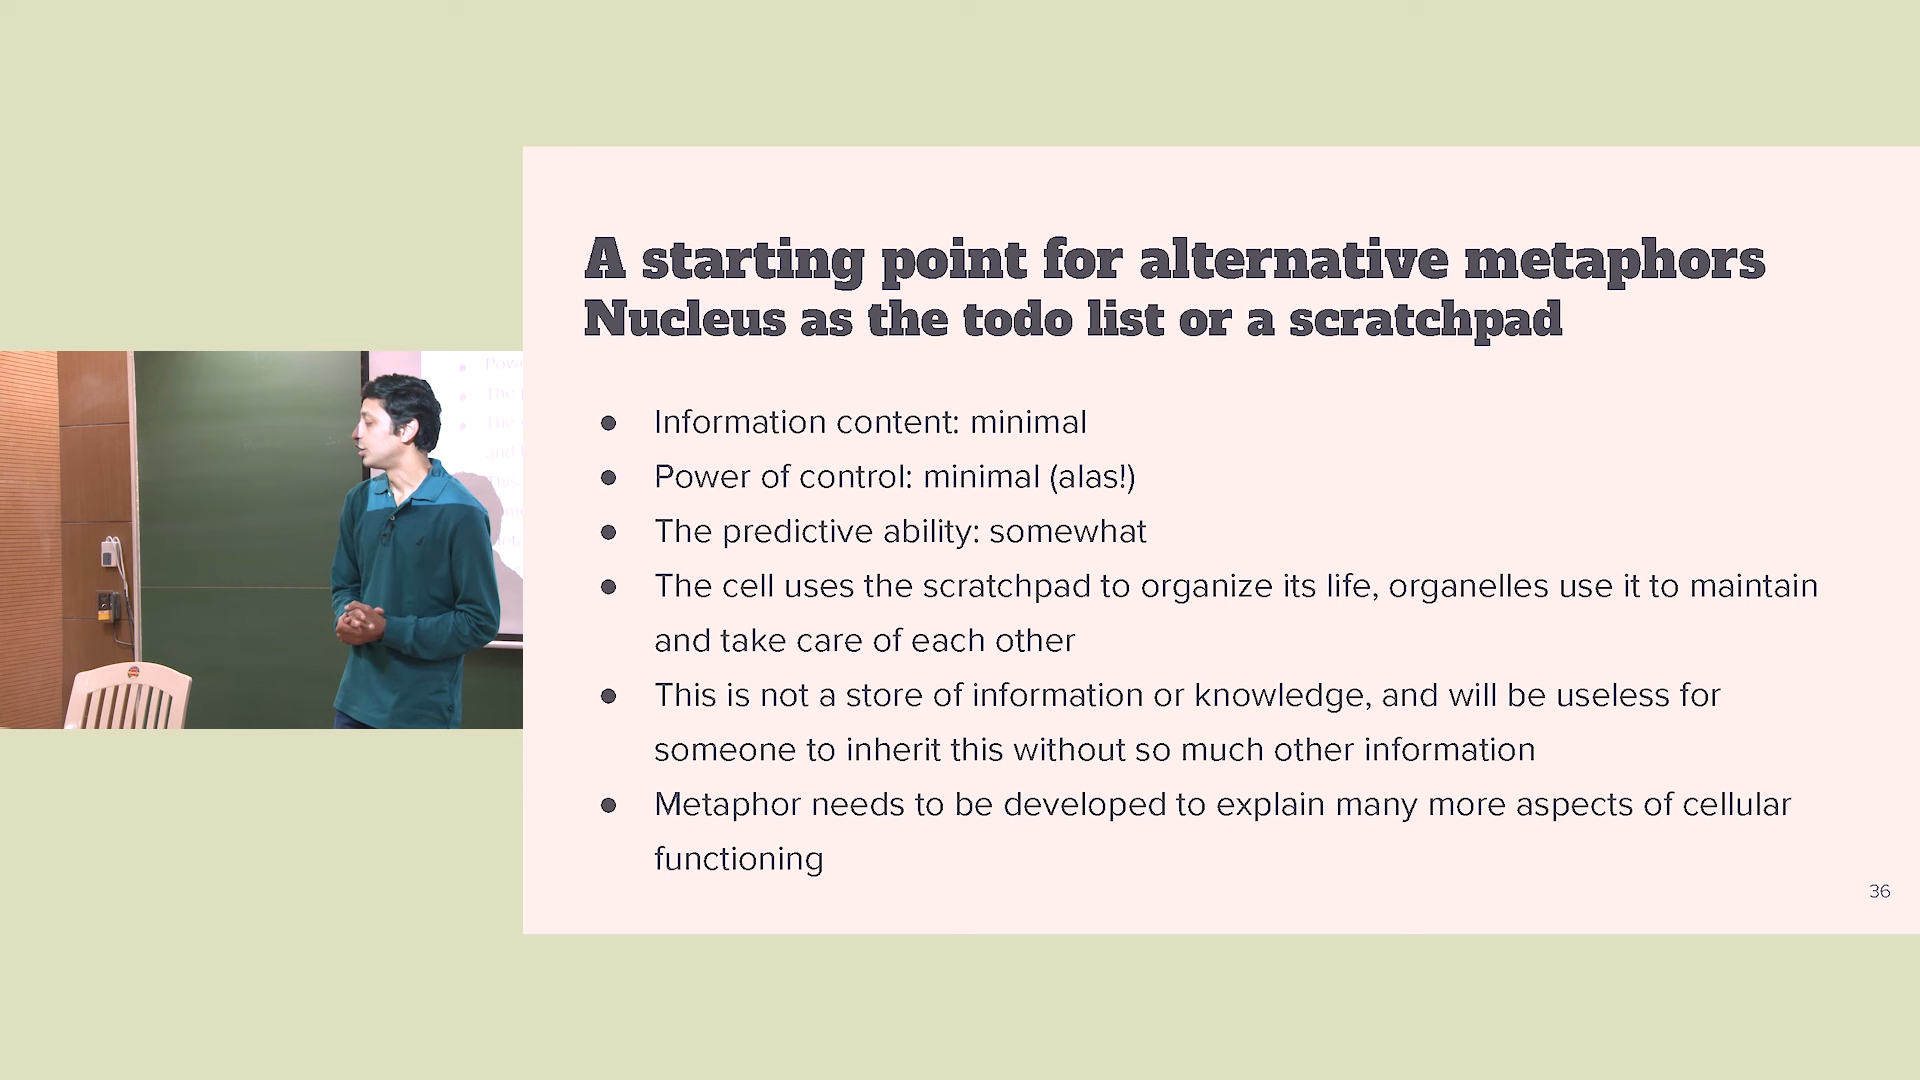 A starting point for alternative metaphors
Nucleus as the todo list or a scratchpad
● Information content: minimal
● Power of control: minimal (alas!)
● The predictive ability: somewhat
● The cell uses the scratchpad to organize its life, organelles use it to maintain
and take care of each other
● This is not a store of information or knowledge, and will be useless for
someone to inherit this without so much other information
● Metaphor needs to be developed to explain many more aspects of cellular
functioning
36